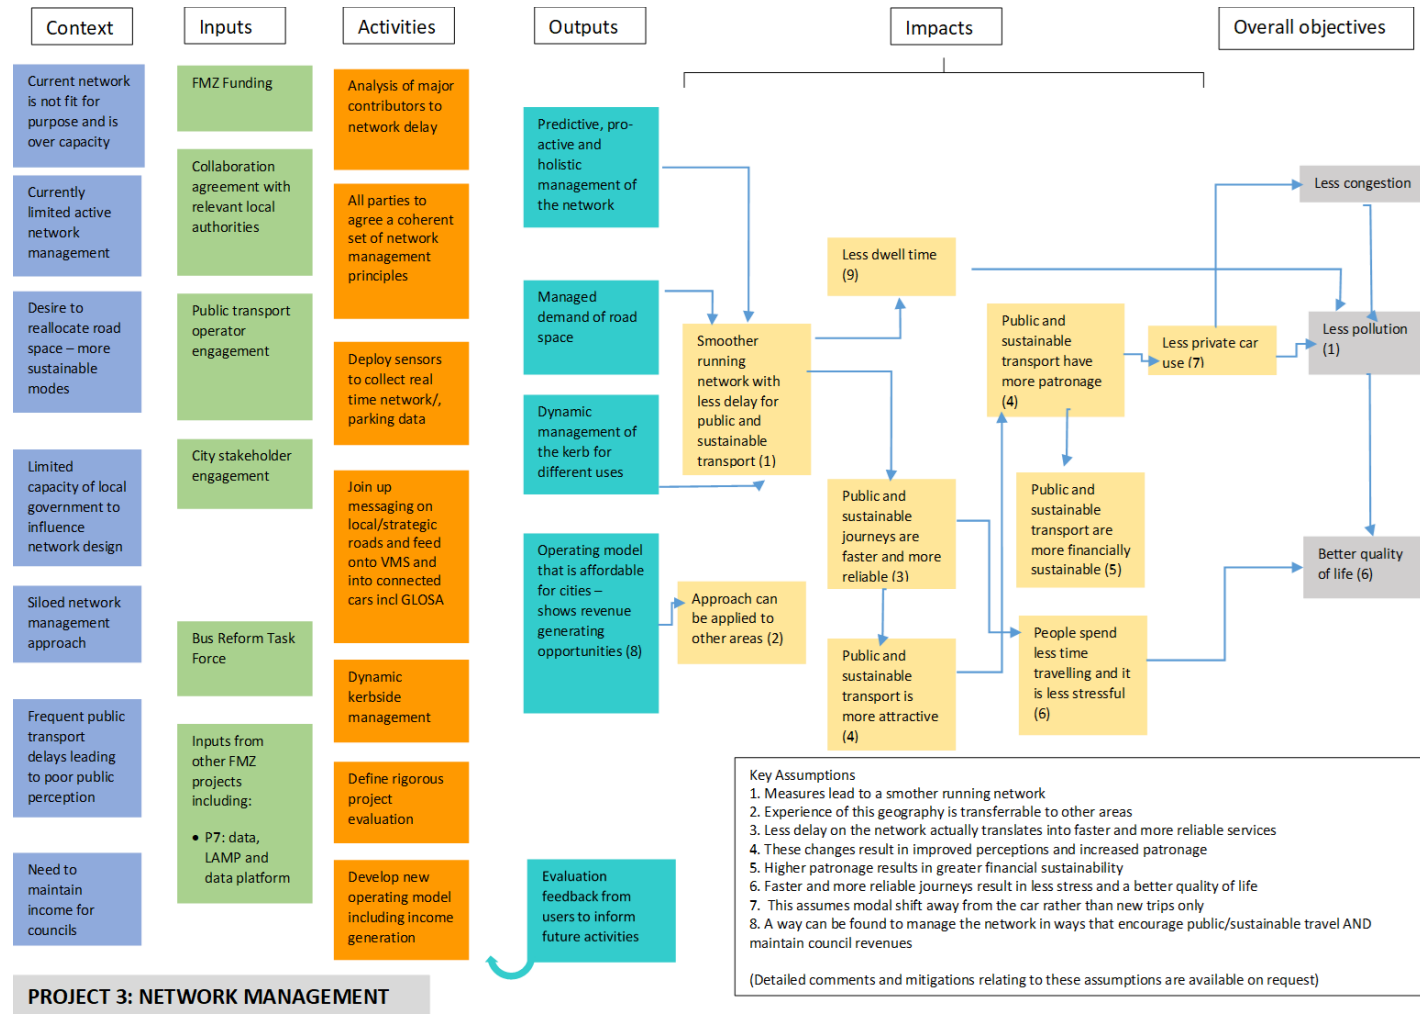 Context
Inputs
Activities
Outputs
Impacts
Overall objectives
Current network
is not fit for
purpose and is
over capacity
Currently
limited active
network
management
Desire to
reallocate road
space – more
sustainable
modes
Limited
capacity of local
government to
influence
network design
Siloed network
management
approach
Frequent public
transport
delays leading
to poor public
perception
Need to
maintain
income for
councils
FMZ Funding
Collaboration
agreement with
relevant local
authorities
Public transport
operator
engagement
City stakeholder
engagement
Bus Reform Task
Force
Inputs from
other FMZ
projects
including:
• P7: data,
LAMP and
data platform
Analysis of major
contributors to
network delay
All parties to
agree a coherent
set of network
management
principles
Deploy sensors
to collect real
time network/,
parking data
Join up
messaging on
local/strategic
roads and feed
onto VMS and
into connected
cars incl GLOSA
Dynamic
kerbside
management
Define rigorous
project
evaluation
Develop new
operating model
including income
generation
Predictive, pro-
active and
holistic
management of
the network
Managed
demand of road
space
Dynamic
management of
the kerb for
different uses
Operating model
that is affordable
for cities –
shows revenue
generating
opportunities (8)
Evaluation
feedback from
users to inform
future activities
Smoother
running
network with
less delay for
public and
sustainable
transport (1)
Approach can
be applied to
other areas (2)
Less dwell time
(9)
Public and
sustainable
journeys are
faster and more
reliable (3)
Public and
sustainable
transport is
more attractive
(4)
Public and
sustainable
transport have
more patronage
(4)
Public and
sustainable
transport are
more financially
sustainable (5)
People spend
less time
travelling and it
is less stressful
(6)
Less private car
use (7)
Less congestion
Less pollution
(1)
Better quality
of life (6)
Key Assumptions
1. Measures lead to a smother running network
2. Experience of this geography is transferrable to other areas
3. Less delay on the network actually translates into faster and more reliable services
4. These changes result in improved perceptions and increased patronage
5. Higher patronage results in greater financial sustainability
6. Faster and more reliable journeys result in less stress and a better quality of life
7. This assumes modal shift away from the car rather than new trips only
8. A way can be found to manage the network in ways that encourage public/sustainable travel AND
maintain council revenues
(Detailed comments and mitigations relating to these assumptions are available on request)
PROJECT 3: NETWORK MANAGEMENT